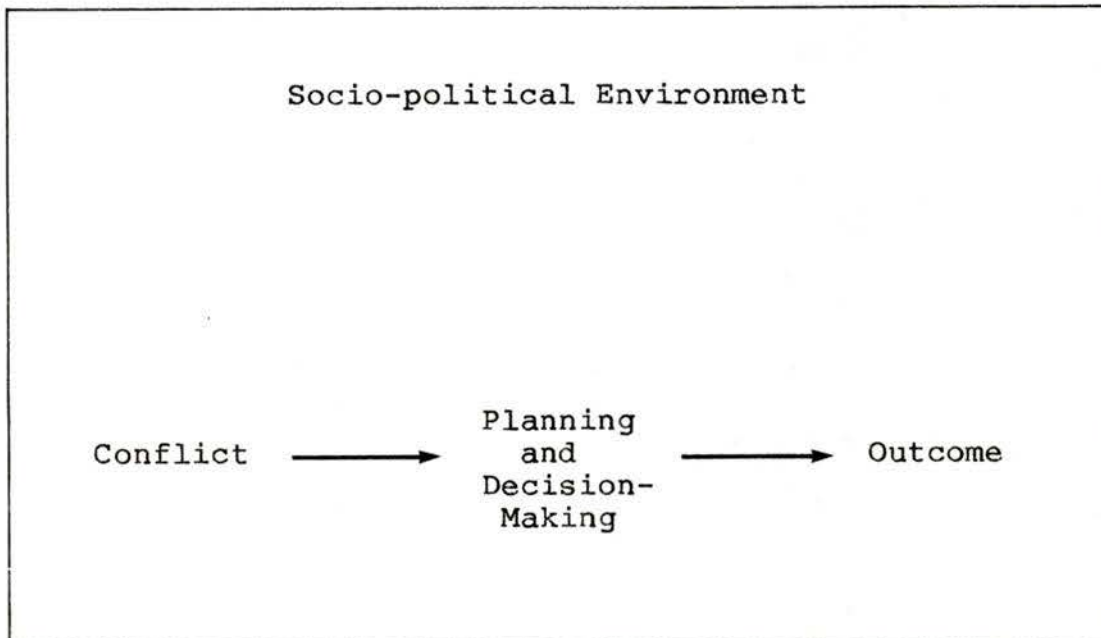 Socio-political Environment
Conflict
Planning
and
Decision-
Making
Outcome